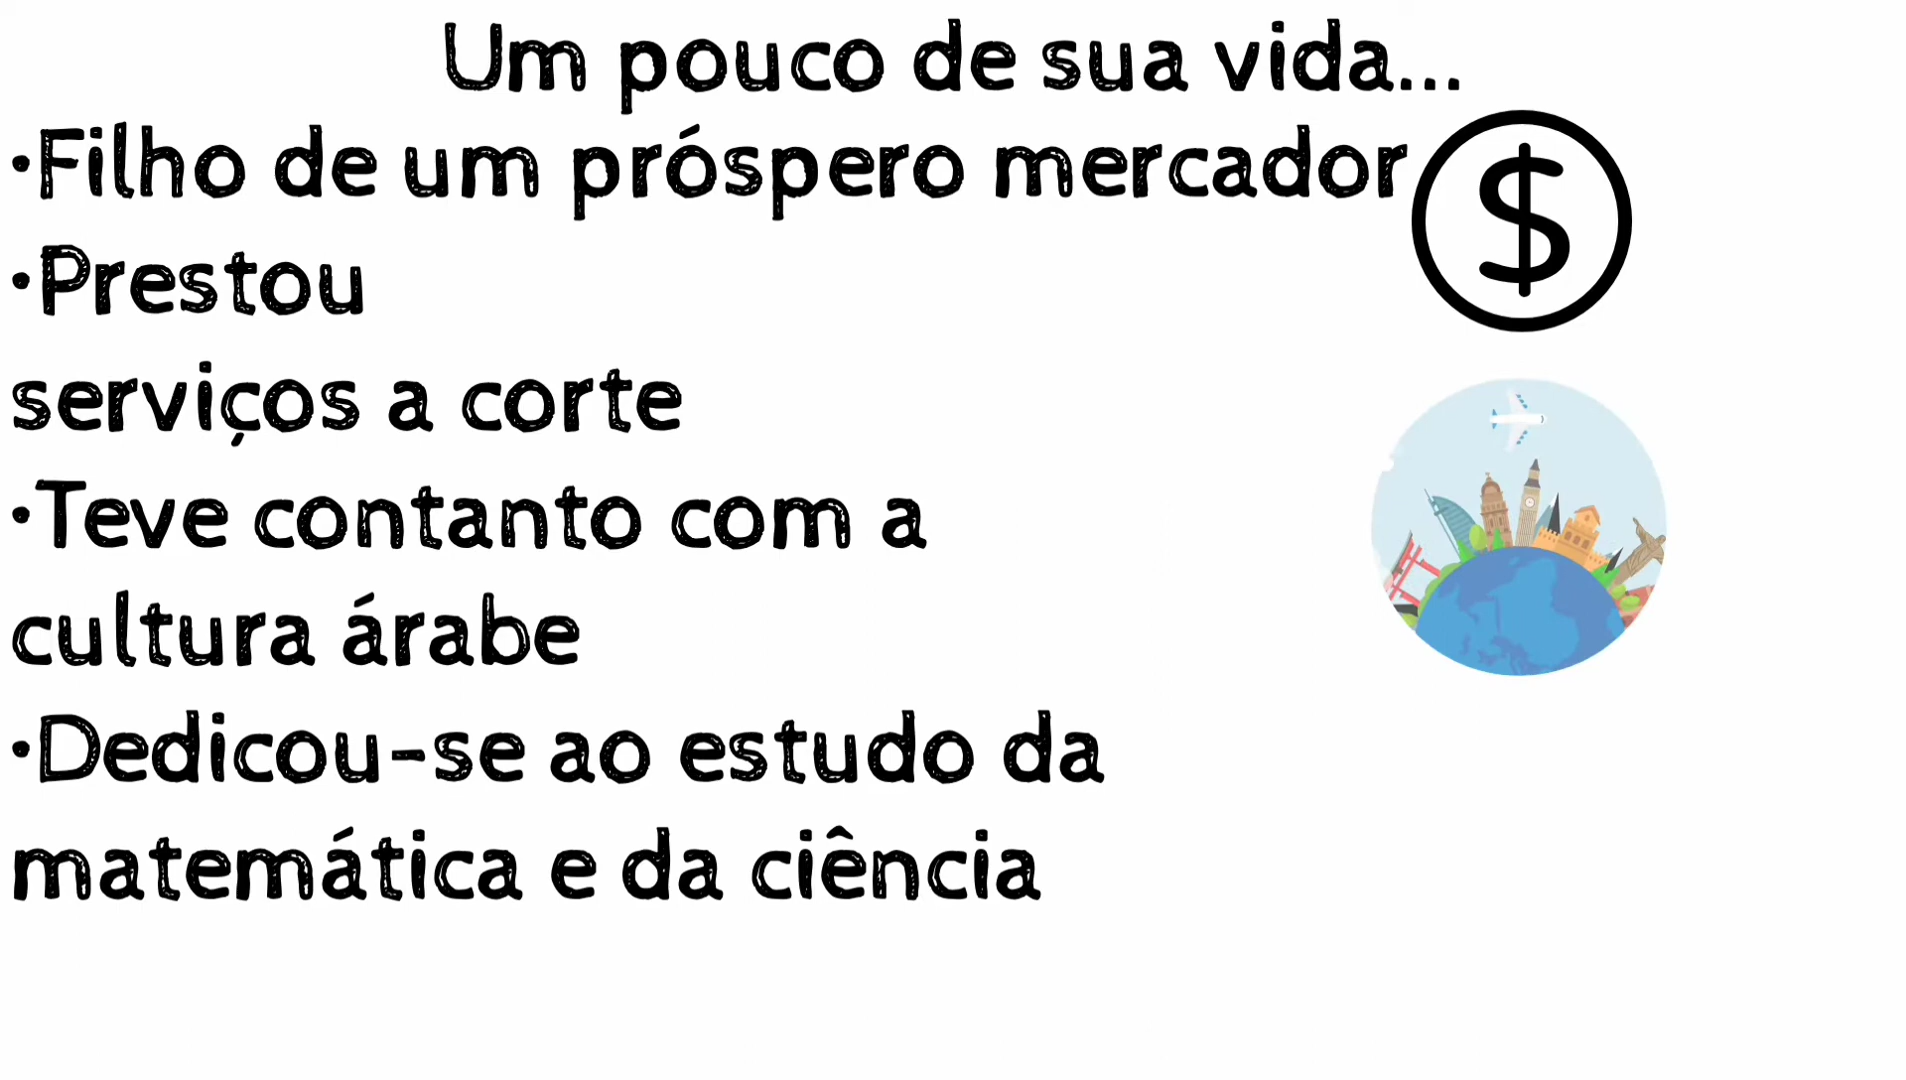 Um pouco de sua vida...
•Filho de um próspero mercador
•Prestou
serviços a corte
•Teve contanto com a
cultura árabe
•Dedicou-se ao estudo da
matemática e da ciência
$